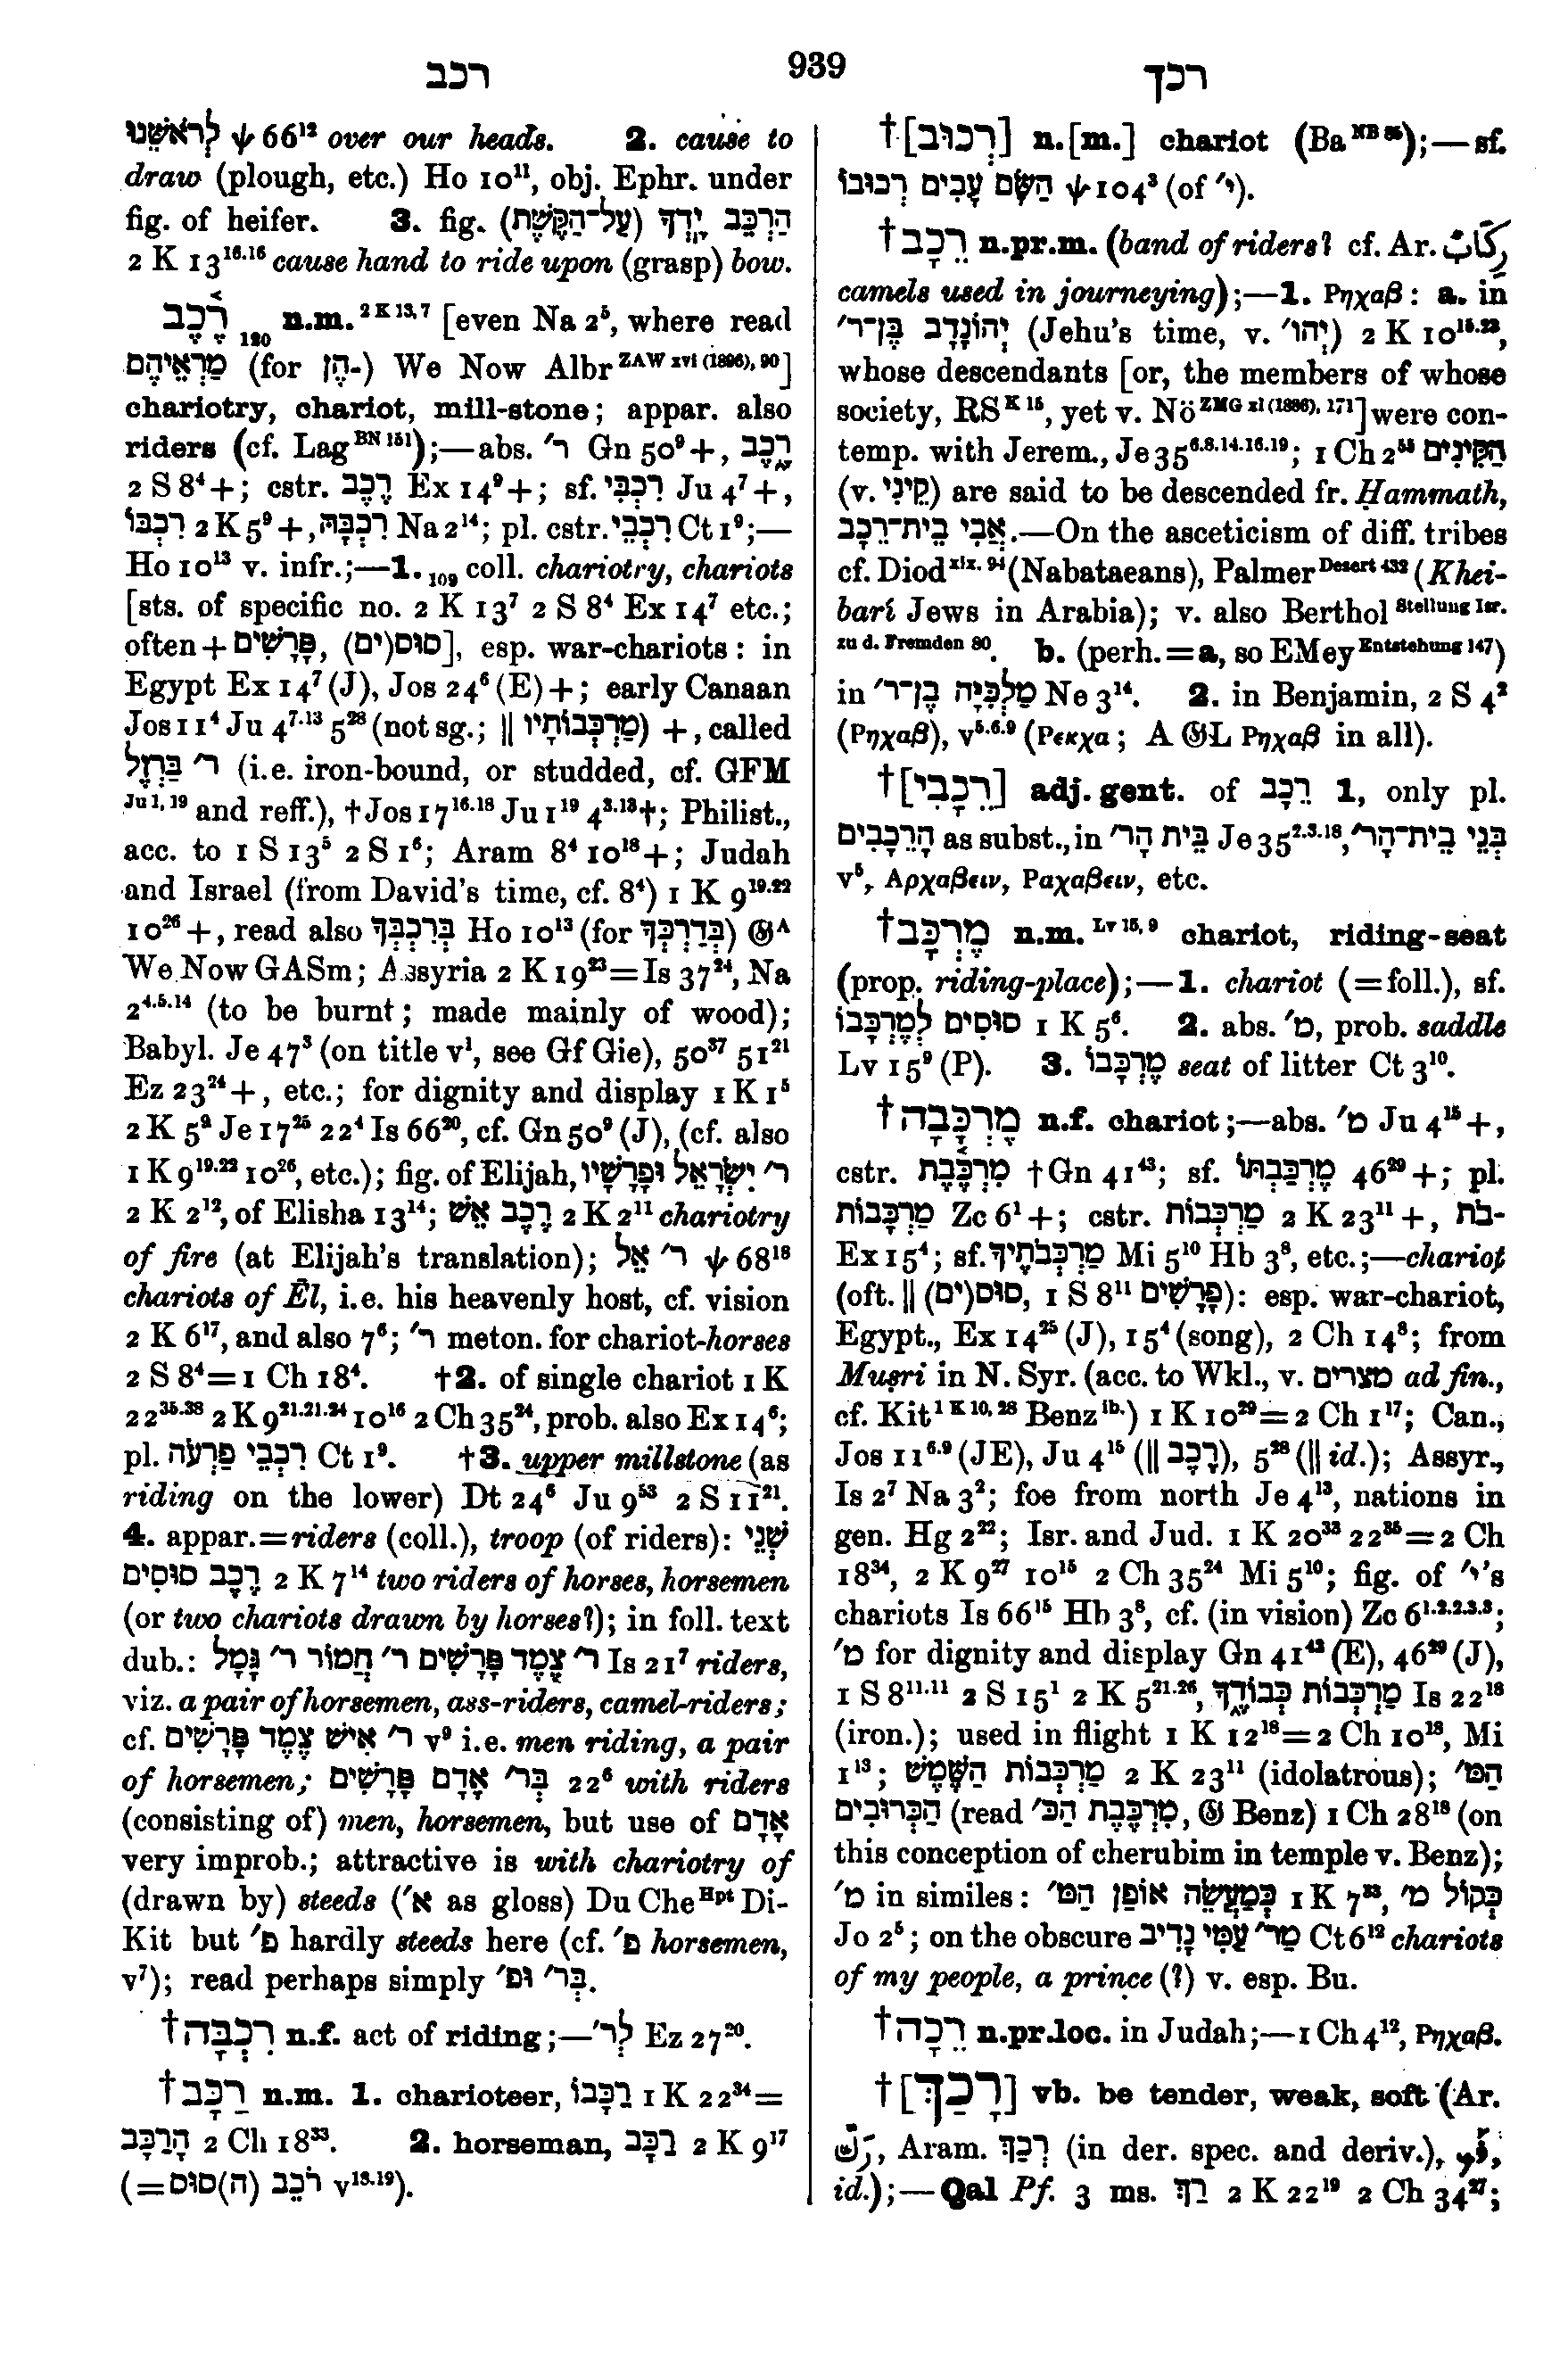 רכב 939 רכך
לְרֹאשֵׁנוּ ψ 66¹² over our heads. 2. cause to
draw (plough, etc.) Ho 10¹¹, obj. Ephr. under
fig. of heifer. 3. fig. הַרְכֵּב יָֽדְךָ (עַל־הַקֶּשֶׁת)
2 K 13¹⁶·¹⁶ cause hand to ride upon (grasp) bow.
רֶ֫כֶב ₁₂₀ n.m. ²ᴷ¹³,⁷ [even Na 2⁵, where read
מַרְאֵיהֶם (for הֶן-) We Now Albr ZAW xvi (1896), 90]
chariotry, chariot, mill-stone; appar. also
riders (cf. Lag BN 151);—abs. ר׳ Gn 50⁹+, רָ֑כֶב
2 S 8⁴+; cstr. רֶכֶב Ex 14⁹+; sf. רִכְבִּי Ju 4⁷+,
רִכְבּוֹ 2 K 5⁹+, רִכְבָּהּ Na 2¹⁴; pl. cstr. רִכְבֵי Ct 1⁹;—
Ho 10¹³ v. infr.;—1. ₁₀₉ coll. chariotry, chariots
[sts. of specific no. 2 K 13⁷ 2 S 8⁴ Ex 14⁷ etc.;
often + פָּרָשִׁים, סוּס(ים)], esp. war-chariots: in
Egypt Ex 14⁷ (J), Jos 24⁶ (E)+; early Canaan
Jos 11⁴ Ju 4⁷·¹³ 5²⁸ (not sg.; ‖ מַרְכְּבוֹתָיו) +, called
ר׳ בַּרְזֶל (i.e. iron-bound, or studded, cf. GFM
Ju 1, 19 and reff.), †Jos 17¹⁶·¹⁸ Ju 1¹⁹ 4³·¹³†; Philist.,
acc. to 1 S 13⁵ 2 S 1⁶; Aram 8⁴ 10¹⁸+; Judah
and Israel (from David's time, cf. 8⁴) 1 K 9¹⁹·²²
10²⁶+, read also בְּרִכְבְּךָ Ho 10¹³ (for בְּדַרְכְּךָ) 𝔊ᴬ
We Now GASm; Assyria 2 K 19²³=Is 37²⁴, Na
2⁴·⁵·¹⁴ (to be burnt; made mainly of wood);
Babyl. Je 47³ (on title v¹, see Gf Gie), 50³⁷ 51²¹
Ez 23²⁴+, etc.; for dignity and display 1 K 1⁵
2 K 5⁹ Je 17²⁵ 22⁴ Is 66²⁰, cf. Gn 50⁹ (J), (cf. also
1 K 9¹⁹·²² 10²⁶, etc.); fig. of Elijah, ר׳ יִשְׂרָאֵל וּפָרָשָׁיו
2 K 2¹², of Elisha 13¹⁴; רֶכֶב אֵשׁ 2 K 2¹¹ chariotry
of fire (at Elijah's translation); ר׳ אֵל ψ 68¹⁸
chariots of Êl, i.e. his heavenly host, cf. vision
2 K 6¹⁷, and also 7⁶; ר׳ meton. for chariot-horses
2 S 8⁴=1 Ch 18⁴. †2. of single chariot 1 K
22³⁵·³⁸ 2 K 9²¹·²¹·²⁴ 10¹⁶ 2 Ch 35²⁴, prob. also Ex 14⁶;
pl. רִכְבֵי פַרְעֹה Ct 1⁹. †3. upper millstone (as
riding on the lower) Dt 24⁶ Ju 9⁵³ 2 S 11²¹.
4. appar.=riders (coll.), troop (of riders): שְׁנֵי
רֶכֶב סוּסִים 2 K 7¹⁴ two riders of horses, horsemen
(or two chariots drawn by horses?); in foll. text
dub.: ר׳ צֶמֶד פָּרָשִׁים ר׳ חֲמוֹר ר׳ גָּמָל Is 21⁷ riders,
viz. a pair of horsemen, ass-riders, camel-riders;
cf. ר׳ אִישׁ צֶמֶד פָּרָשִׁים v⁹ i.e. men riding, a pair
of horsemen; בְּר׳ אָדָם פָּרָשִׁים 22⁶ with riders
(consisting of) men, horsemen, but use of אָדָם
very improb.; attractive is with chariotry of
(drawn by) steeds (א׳ as gloss) Du Che Hpt Di-
Kit but פ׳ hardly steeds here (cf. פ׳ horsemen,
v⁷); read perhaps simply בְּר׳ וּפ׳.
†רִכְבָּה n.f. act of riding;—לְר׳ Ez 27²⁰.
†רַכָּב n.m. 1. charioteer, רַכָּבוֹ 1 K 22³⁴=
הָרַכָּב 2 Ch 18³³. 2. horseman, רַכָּב 2 K 9¹⁷
(=רֹכֵב (ה)סוּס v¹⁸·¹⁹).
†[רְכוּב] n.[m.] chariot (Ba NB 86);—sf.
הַשָּׂם עָבִים רְכוּבוֹ ψ 104³ (of י׳).
†רֵכָב n.pr.m. (band of riders? cf. Ar. رِكَابٌ
camels used in journeying);—1. Ρηχαβ: a. in
יְהוֹנָדָב בֶּן־ר׳ (Jehu's time, v. יֵהוּ׳) 2 K 10¹⁵·²³,
whose descendants [or, the members of whose
society, RS K 15, yet v. Nö ZMG xl (1886), 171] were con-
temp. with Jerem., Je 35⁶·⁸·¹⁴·¹⁶·¹⁹; 1 Ch 2⁵⁵ הַקִּינִים
(v. קֵינִי) are said to be descended fr. Ḥammath,
אֲבִי בֵית־רֵכָב.—On the asceticism of diff. tribes
cf. Diod xix. 94 (Nabataeans), Palmer Desert 432 (Khei-
barî Jews in Arabia); v. also Berthol Stellung Isr.
zu d. Fremden 80. b. (perh.=a, so EMey Entstehung 147)
in מַלְכִּיָּה בֶן־ר׳ Ne 3¹⁴. 2. in Benjamin, 2 S 4²
(Ρηχαβ), v⁵·⁶·⁹ (Ρεκχα; A 𝔊L Ρηχαβ in all).
†[רֵכָבִי] adj. gent. of רֵכָב 1, only pl.
הָרֵכָבִים as subst., in בֵּית הָר׳ Je 35²·³·¹⁸, בְּנֵי בֵית־הָר׳
v⁵, Αρχαβειν, Ραχαβειν, etc.
†מֶרְכָּב n.m. Lv 15, 9 chariot, riding-seat
(prop. riding-place);—1. chariot (=foll.), sf.
סוּסִים לְמֶרְכָּבוֹ 1 K 5⁶. 2. abs. מ׳, prob. saddle
Lv 15⁹ (P). 3. מֶרְכָּבוֹ seat of litter Ct 3¹⁰.
†מֶרְכָּבָה n.f. chariot;—abs. מ׳ Ju 4¹⁵+,
cstr. מִרְכֶּבֶת †Gn 41⁴³; sf. מֶרְכַּבְתּוֹ 46²⁹+; pl.
מַרְכָּבוֹת Zc 6¹+; cstr. מַרְכְּבוֹת 2 K 23¹¹+, -בֹת
Ex 15⁴; sf. מַרְכְּבֹתֶיךָ Mi 5¹⁰ Hb 3⁸, etc.;—chariot
(oft. ‖ סוּס(ים), 1 S 8¹¹ פָּרָשִׁים): esp. war-chariot,
Egypt., Ex 14²⁵ (J), 15⁴ (song), 2 Ch 14⁸; from
Muṣri in N. Syr. (acc. to Wkl., v. מצרים ad fin.,
cf. Kit 1 K 10, 28 Benz ib.) 1 K 10²⁹=2 Ch 1¹⁷; Can.,
Jos 11⁶·⁹ (JE), Ju 4¹⁵ (‖ רֶכֶב), 5²⁸ (‖ id.); Assyr.,
Is 2⁷ Na 3²; foe from north Je 4¹³, nations in
gen. Hg 2²²; Isr. and Jud. 1 K 20³³ 22³⁵=2 Ch
18³⁴, 2 K 9²⁷ 10¹⁵ 2 Ch 35²⁴ Mi 5¹⁰; fig. of י׳'s
chariots Is 66¹⁵ Hb 3⁸, cf. (in vision) Zc 6¹·²·²·³·³;
מ׳ for dignity and display Gn 41⁴³ (E), 46²⁹ (J),
1 S 8¹¹·¹¹ 2 S 15¹ 2 K 5²¹·²⁶, מַרְכְּבוֹת כְּבוֹדֶ֑ךָ Is 22¹⁸
(iron.); used in flight 1 K 12¹⁸=2 Ch 10¹⁸, Mi
1¹³; מַרְכְּבוֹת הַשֶּׁמֶשׁ 2 K 23¹¹ (idolatrous); הַמּ׳
הַכְּרוּבִים (read מִרְכֶּבֶת הַכּ׳, 𝔊 Benz) 1 Ch 28¹⁸ (on
this conception of cherubim in temple v. Benz);
מ׳ in similes: כְּמַעֲשֵׂה אוֹפַן הַמּ׳ 1 K 7³³, כְּקוֹל מ׳
Jo 2⁵; on the obscure מַר׳ עַמִּי נָדִיב Ct 6¹² chariots
of my people, a prince (?) v. esp. Bu.
†רֵכָה n.pr.loc. in Judah;—1 Ch 4¹², Ρηχαβ.
†[רָכַךְ] vb. be tender, weak, soft (Ar.
رَكَّ, Aram. רְכַךְ (in der. spec. and deriv.), ܪܰܟ,
id.);—Qal Pf. 3 ms. רַךְ 2 K 22¹⁹ 2 Ch 34²⁷;